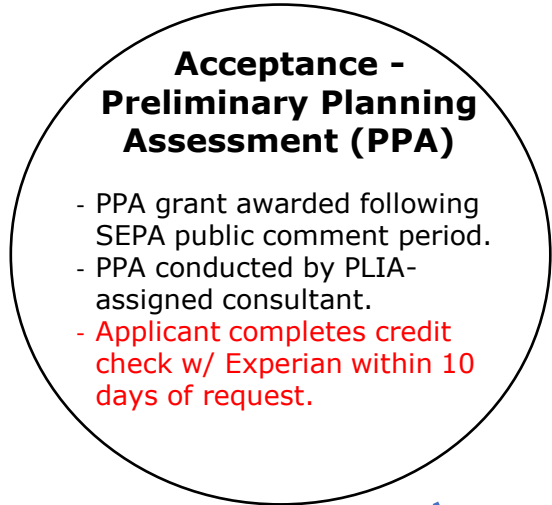 Acceptance -
Preliminary Planning
Assessment (PPA)
- PPA grant awarded following
SEPA public comment period.
- PPA conducted by PLIA-
assigned consultant.
- Applicant completes credit
check w/ Experian within 10
days of request.